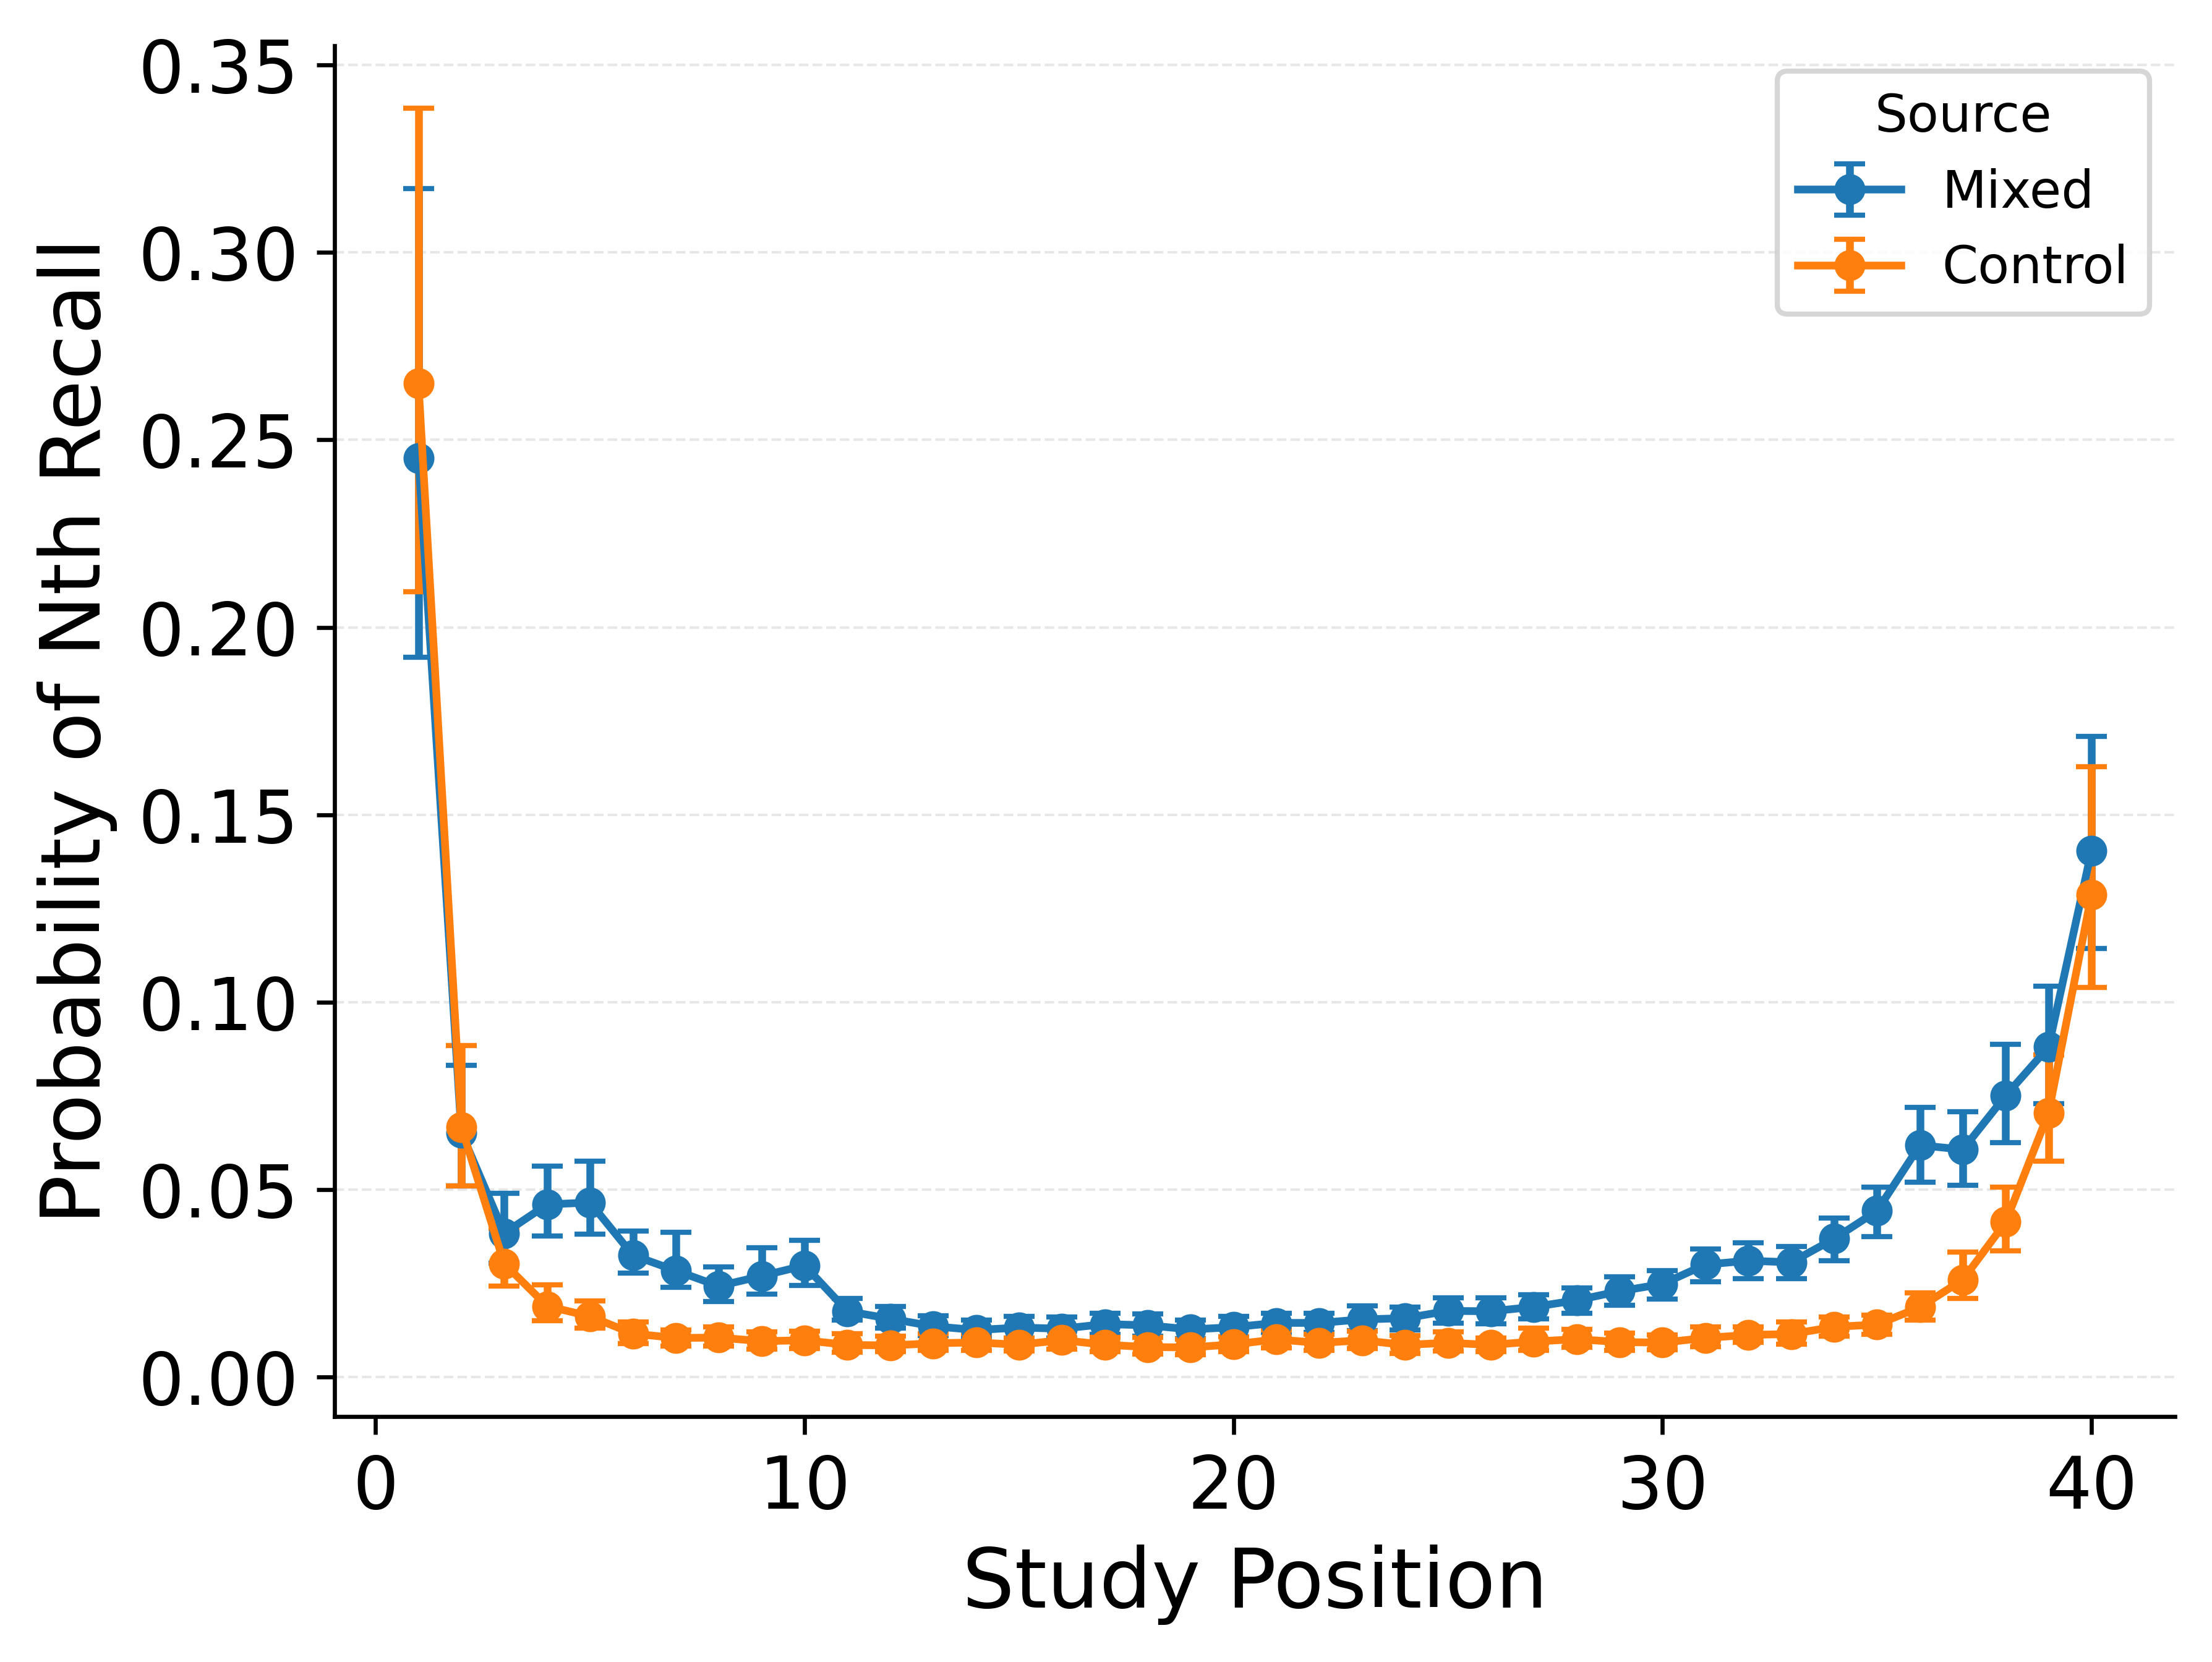 Probability of Nth Recall
0.35
0.30
0.25
0.20
0.15
0.10
0.05
0.00
Source
Mixed
Control
0 10 20 30 40
Study Position